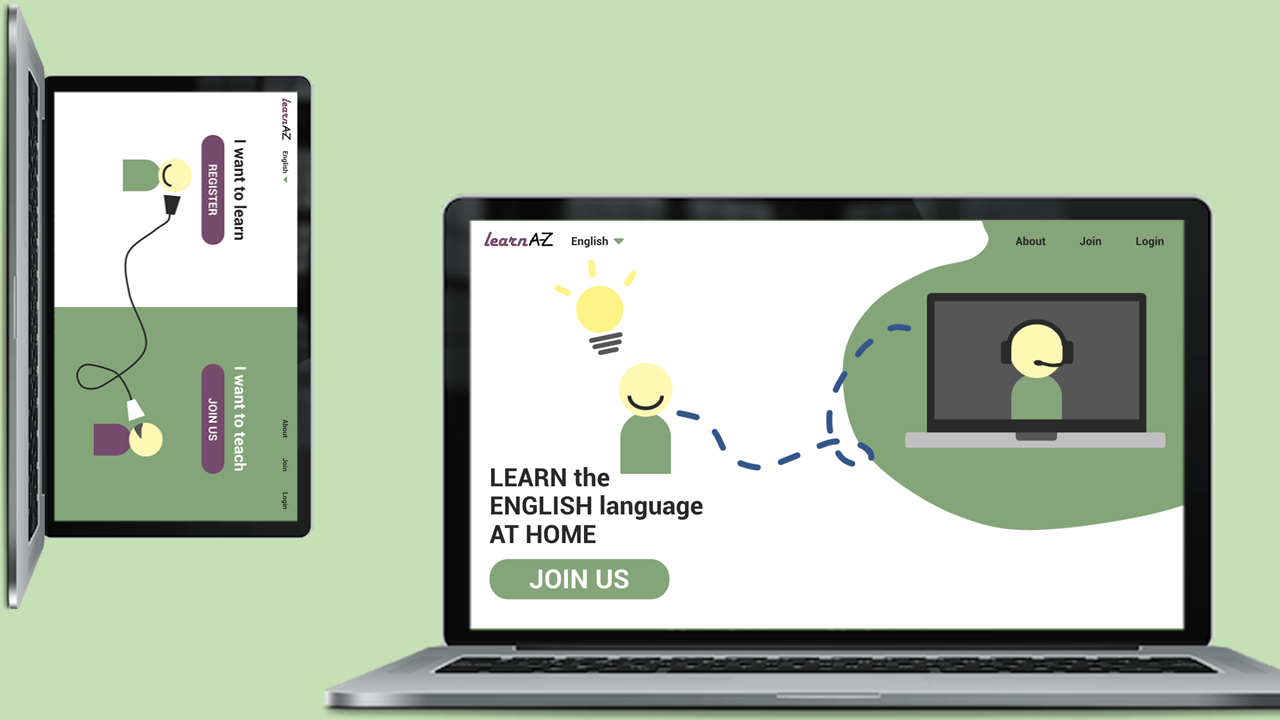 learnAZ
English
I want to learn
REGISTER
I want to teach
JOIN US
About
Join
Login
learnAZ
English
About
Join
Login
LEARN the
ENGLISH language
AT HOME
JOIN US